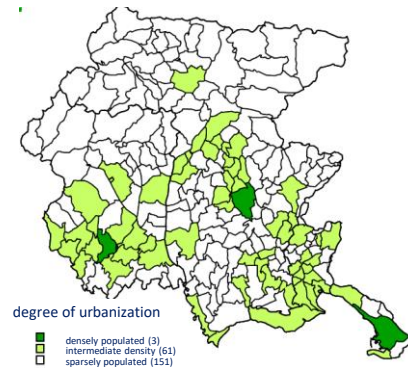 degree of urbanization
densely populated (3)
intermediate density (61)
sparsely populated (151)